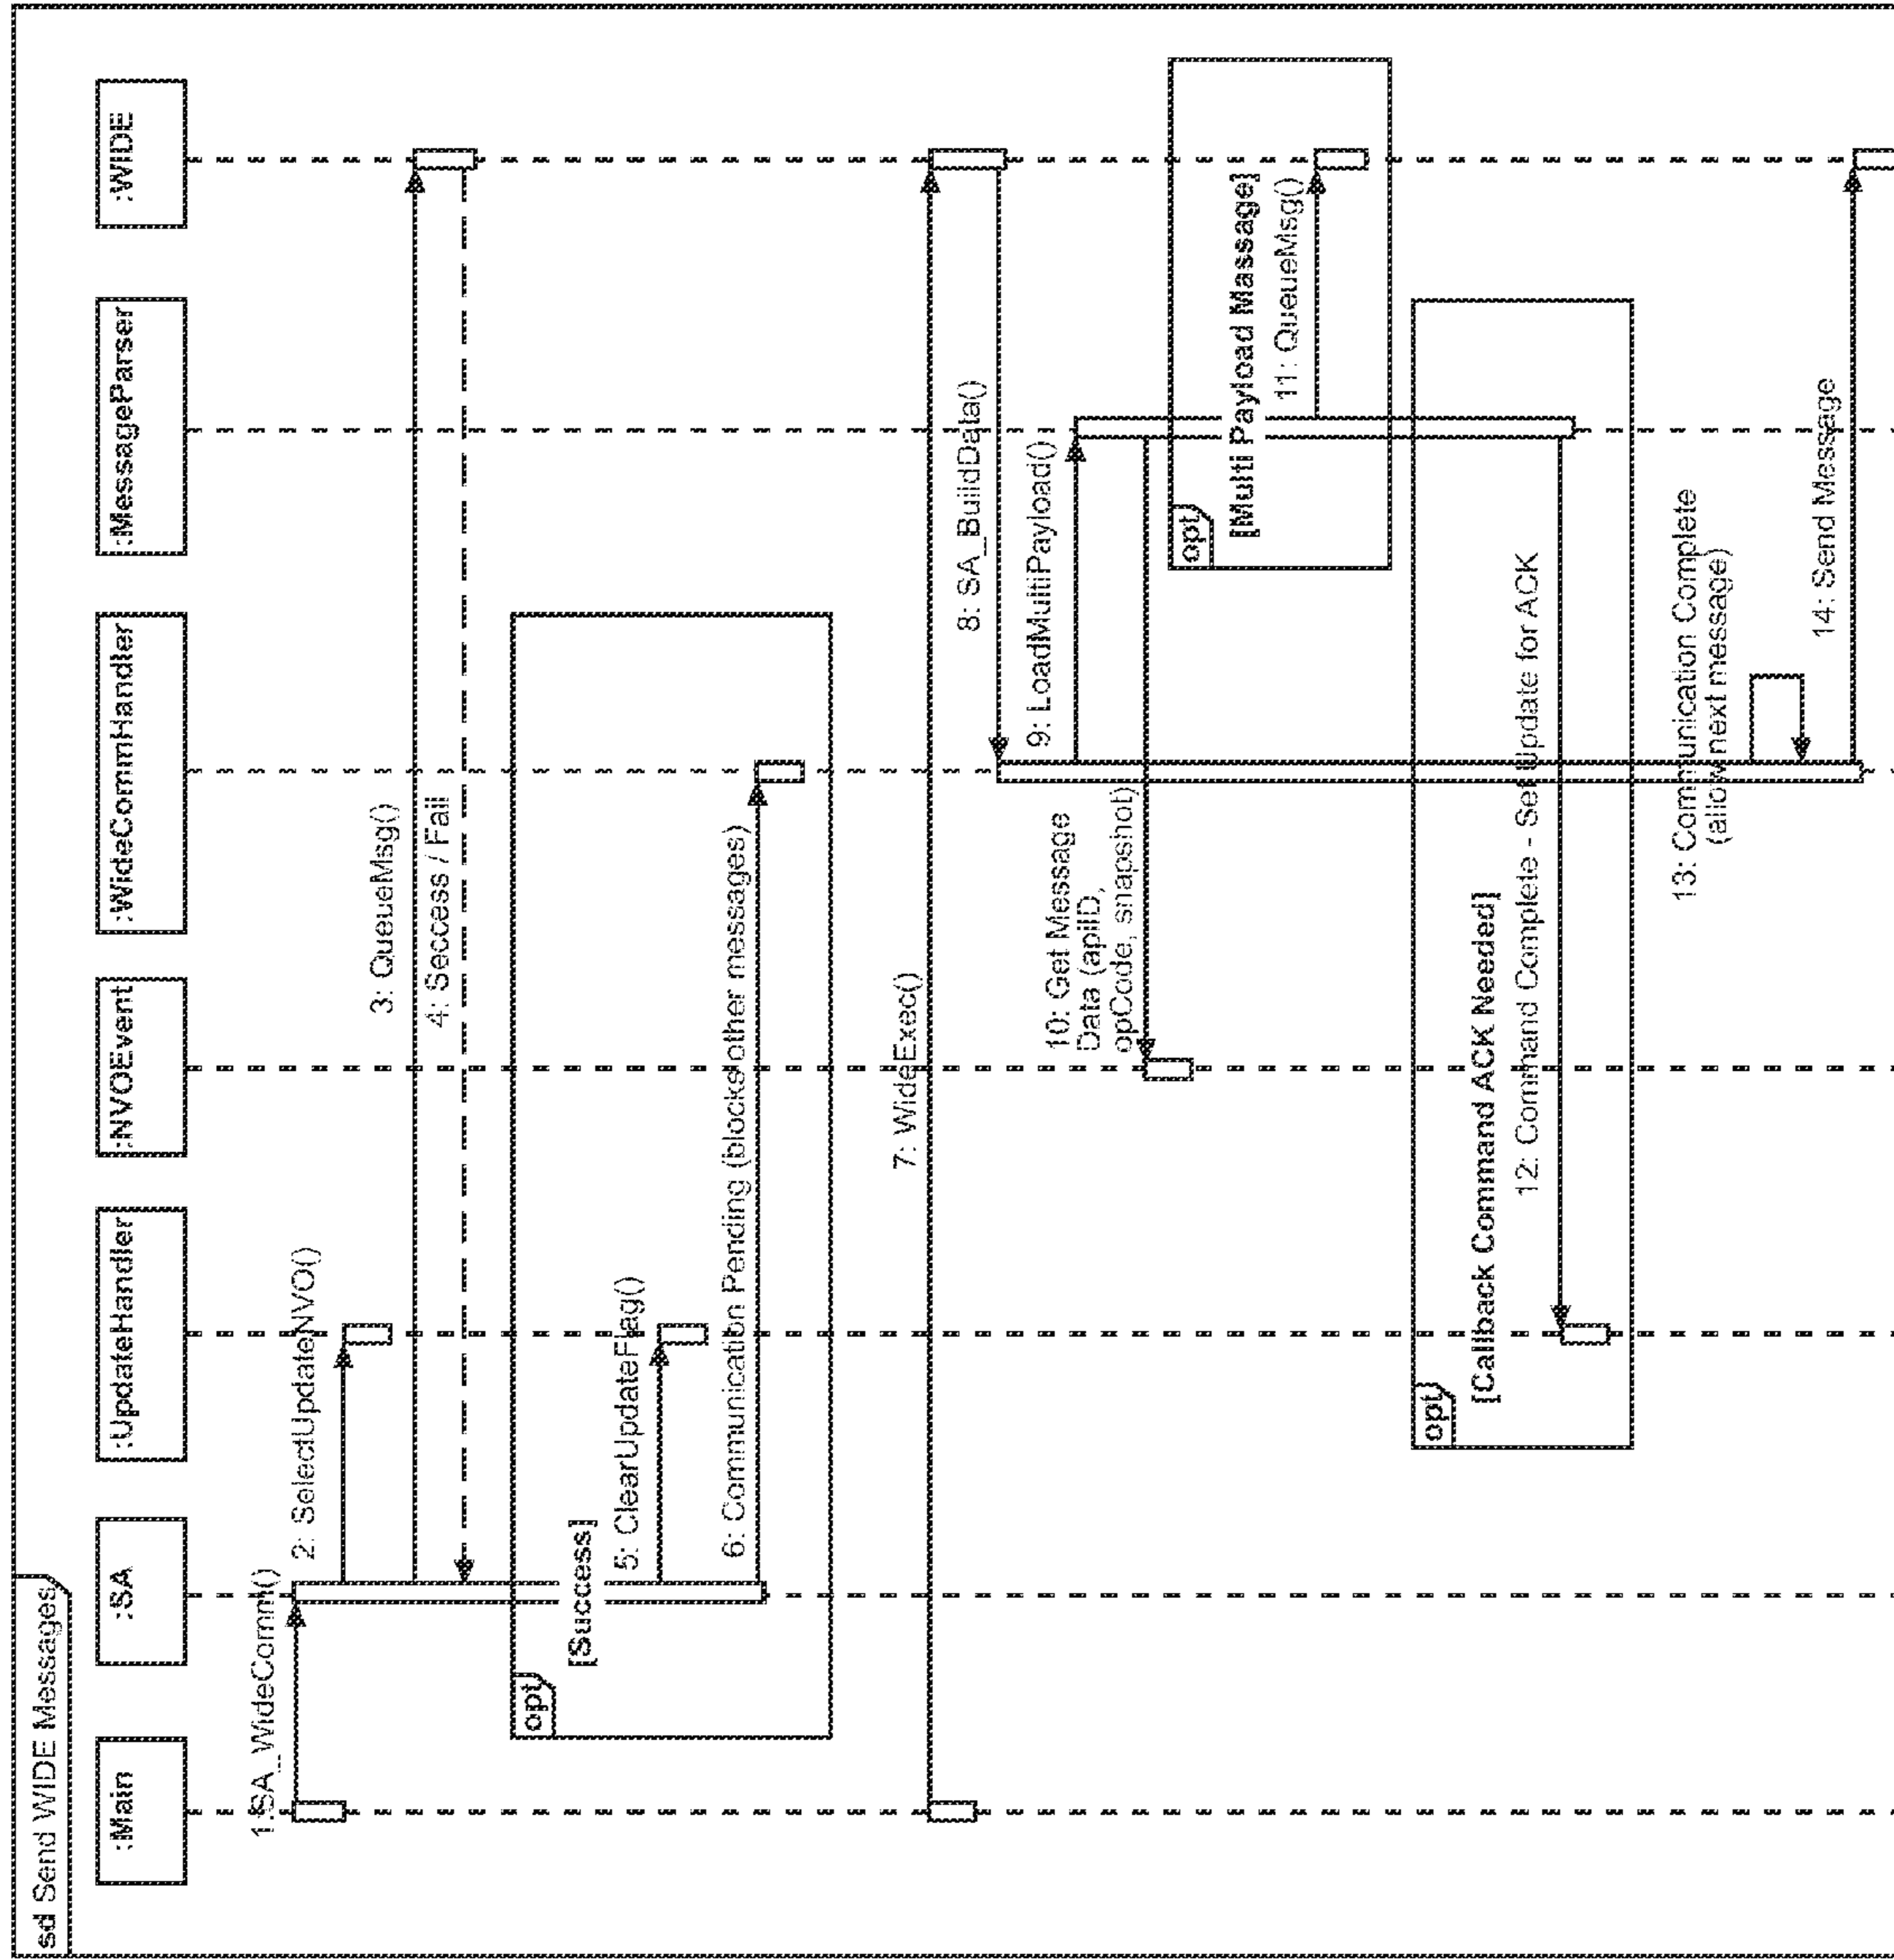 sd Send WIDE Messages
:Main
:SA
:UpdateHandler
:NVOEvent
:WideCommHandler
:MessageParser
:WIDE
1:SA_WideComm()
2: SelectUpdateNVO()
3: QueueMsg()
4: Seccess / Fail
opt
[Success]
5: ClearUpdateFlag()
6: Communication Pending (blocks other messages)
7: WideExec()
8: SA_BuildData()
9: LoadMultiPayload()
10: Get Message
Data (apiID,
opCode, snapshot)
opt
[Multi Payload Massage]
11: QueueMsg()
opt
[Callback Command ACK Needed]
12: Command Complete - Set Update for ACK
13: Communication Complete
(allow next message)
14: Send Message